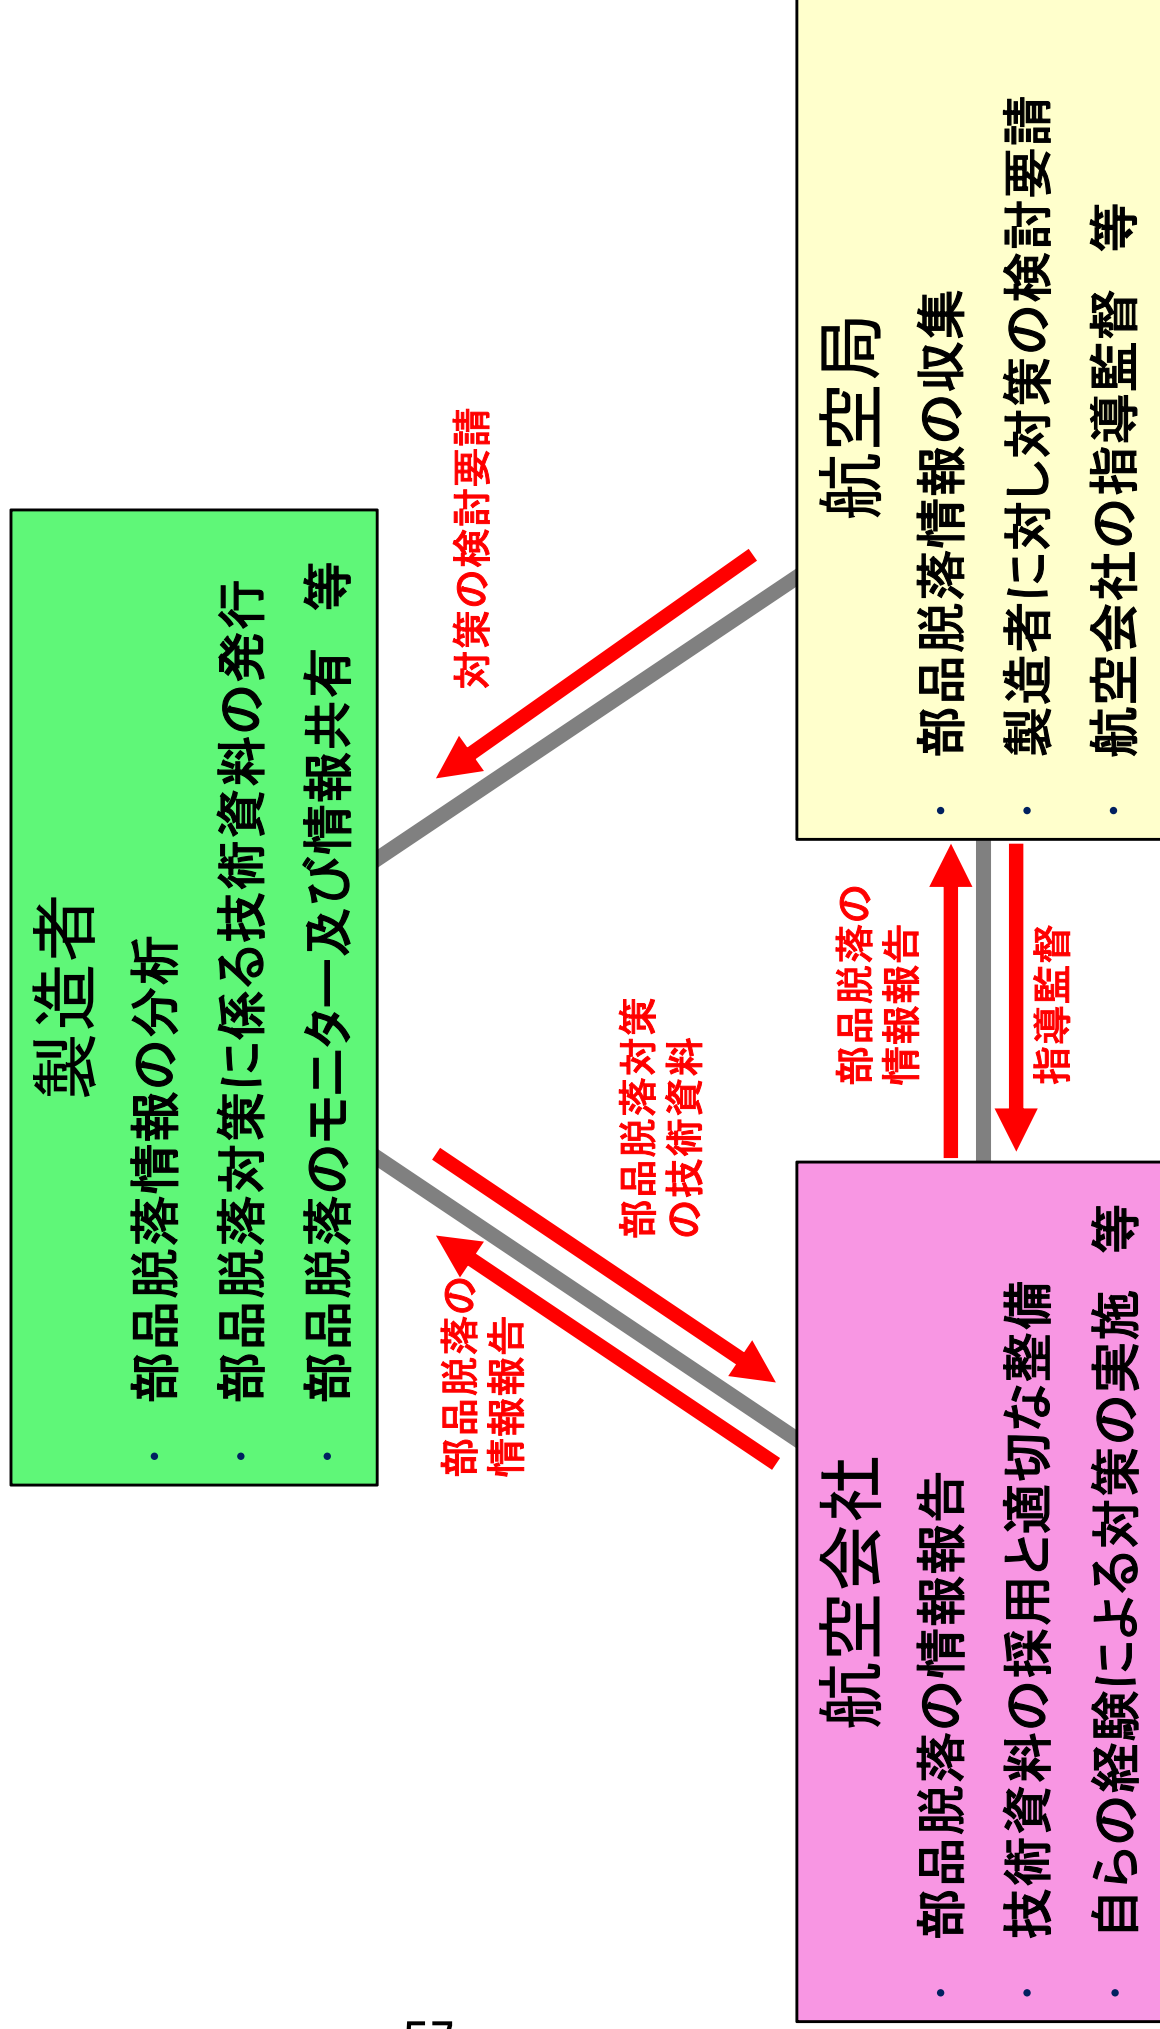 製造者
・ 部品脱落情報の分析
・ 部品脱落対策に係る技術資料の発行
・ 部品脱落のモニター及び情報共有　等
部品脱落の
情報報告
部品脱落対策
の技術資料
対策の検討要請
航空会社
・ 部品脱落の情報報告
・ 技術資料の採用と適切な整備
・ 自らの経験による対策の実施　等
部品脱落の
情報報告
指導監督
航空局
・ 部品脱落情報の収集
・ 製造者に対し対策の検討要請
・ 航空会社の指導監督　等